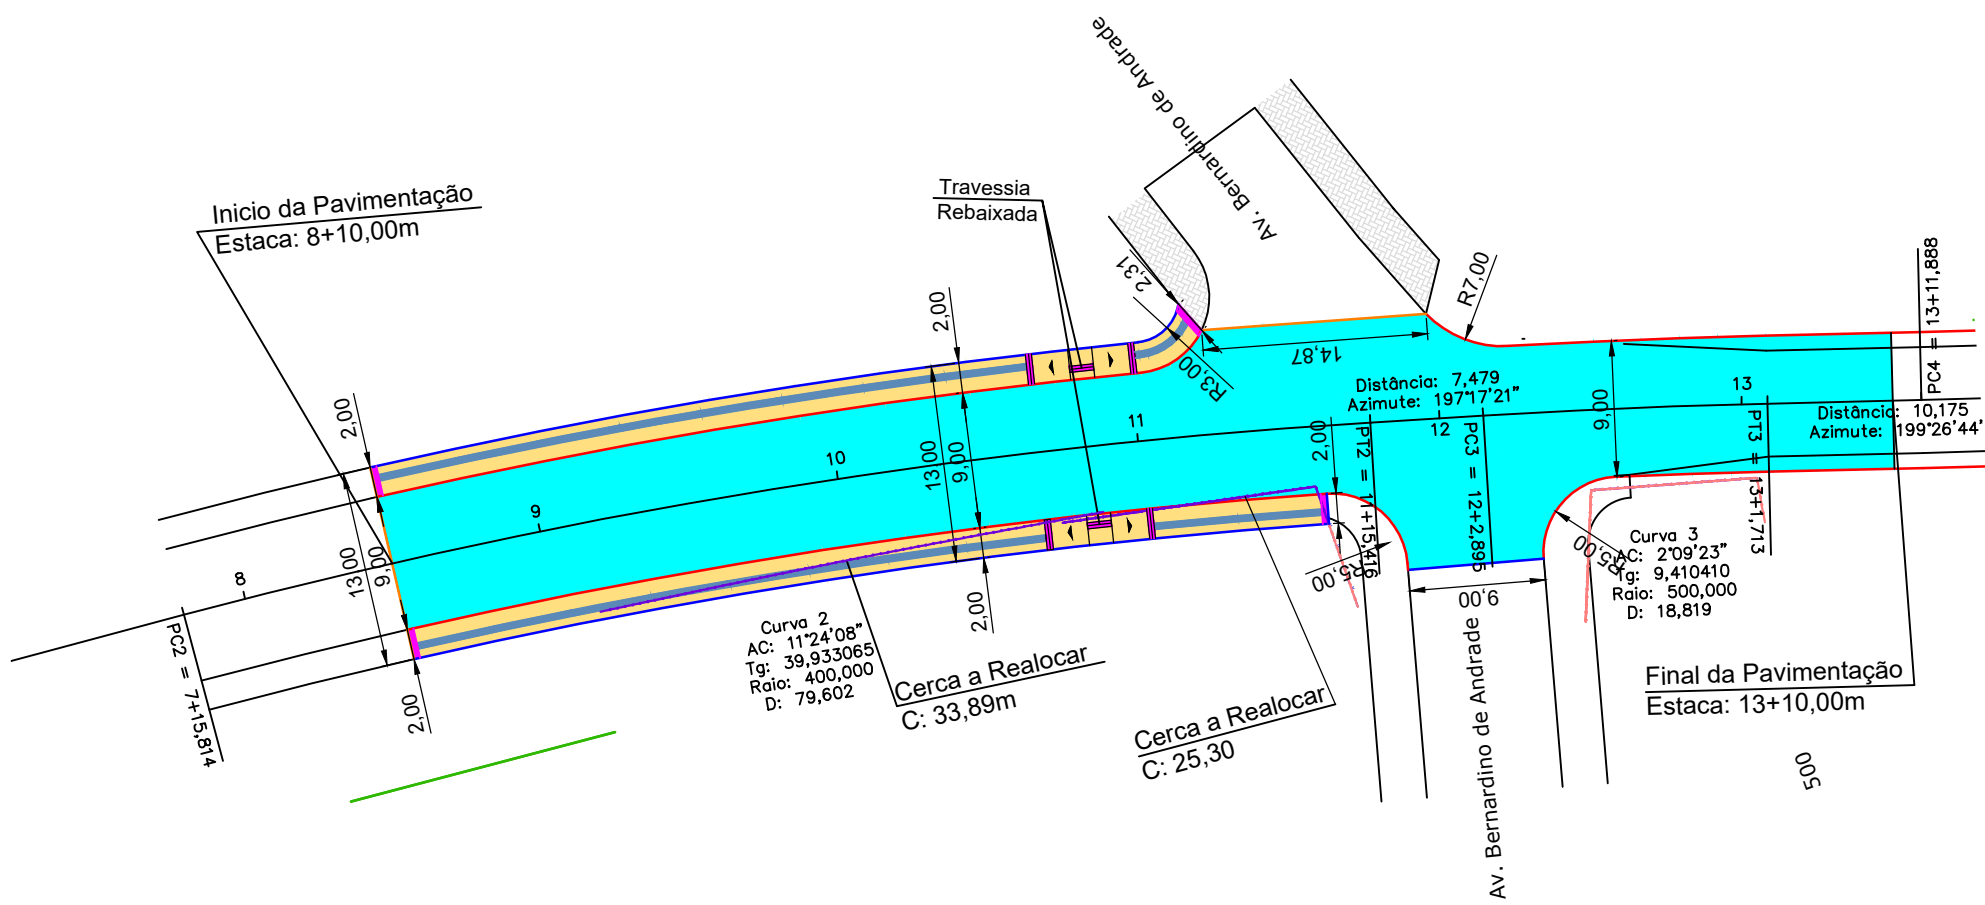 Av. Bernardino de Andrade
Av. Bernardino
Inicio da Pavimentação
Estaca: 8+10,00m
Travessia
Rebaixada
2,31
R3,00
R7,00
14,87
PC4 = 13+11,888
2,00
2,00
13,00
9,00
13,00
9,00
2,00
2,00
2,00
9,00
8
9
10
11
12
13
Distância: 7,479
Azimute: 197°17'21"
Distância: 10,175
Azimute: 199°26'44"
PC2 = 7+15,814
PT2 = 11+15,416
PC3 = 12+2,895
PT3 = 13+1,713
R5,00
R5,00
9,00
Curva 2
AC: 11°24'08"
Tg: 39,933065
Raio: 400,000
D: 79,602
Curva 3
AC: 2°09'23"
Tg: 9,410410
Raio: 500,000
D: 18,819
Cerca a Realocar
C: 33,89m
Cerca a Realocar
C: 25,30
Av. Bernardino de Andrade
Final da Pavimentação
Estaca: 13+10,00m
500